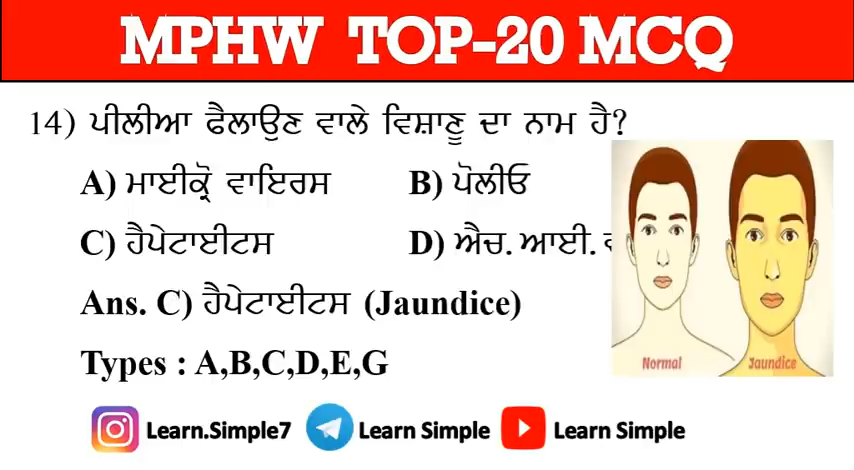 MPHW TOP-20 MCQ
14) ਪੀਲੀਆ ਫੈਲਾਉਣ ਵਾਲੇ ਵਿਸ਼ਾਣੂ ਦਾ ਨਾਮ ਹੈ?
A) ਮਾਈਕ੍ਰੋ ਵਾਇਰਸ B) ਪੋਲੀਓ
C) ਹੈਪੇਟਾਈਟਸ D) ਐਚ. ਆਈ.
Ans. C) ਹੈਪੇਟਾਈਟਸ (Jaundice)
Types : A,B,C,D,E,G
Normal Jaundice
Learn.Simple7 Learn Simple Learn Simple